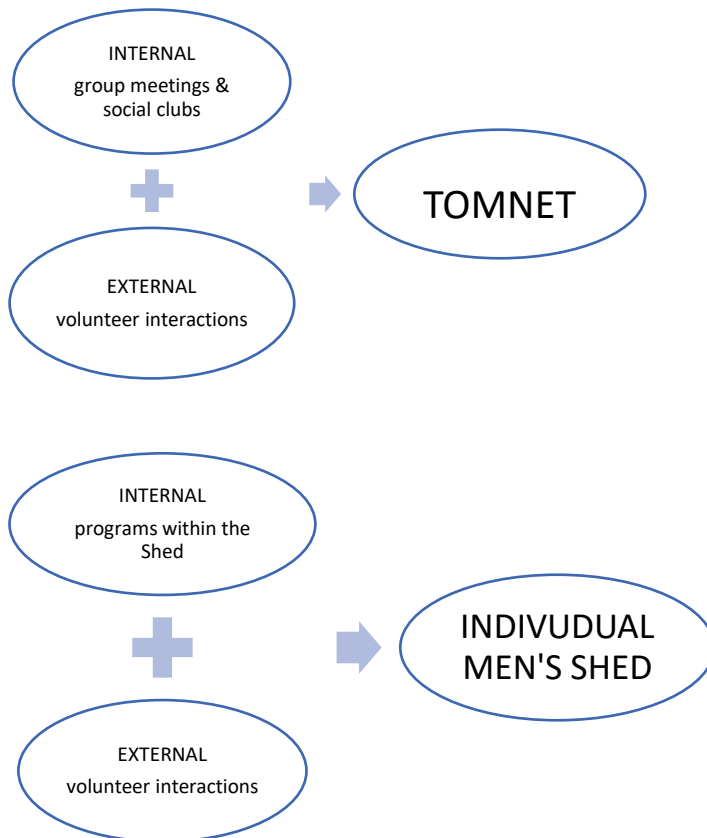 INTERNAL
group meetings &
social clubs
TOMNET
EXTERNAL
volunteer interactions
INTERNAL
programs within the
Shed
INDIVUDUAL
MEN'S SHED
EXTERNAL
volunteer interactions